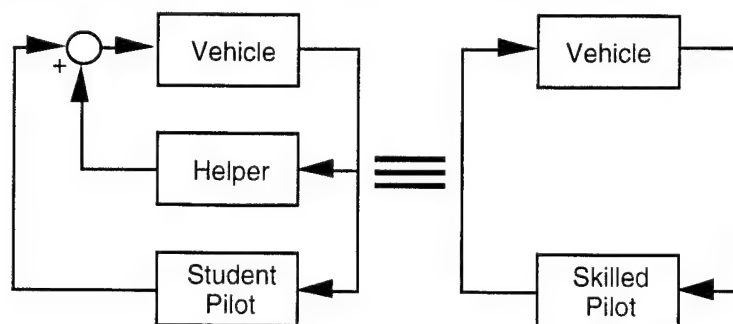 Vehicle
+
Helper
Student
Pilot
Vehicle
Skilled
Pilot